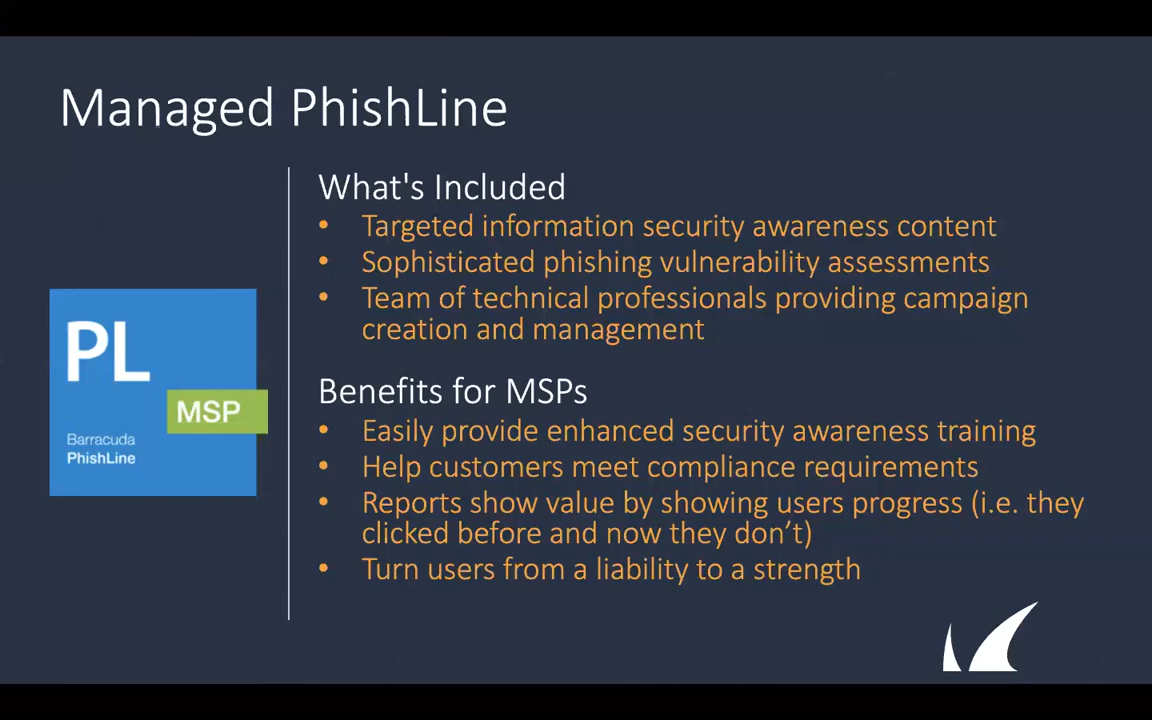 Managed PhishLine
What's Included
• Targeted information security awareness content
• Sophisticated phishing vulnerability assessments
• Team of technical professionals providing campaign
creation and management
PL
MSP
Barracuda
PhishLine
Benefits for MSPs
• Easily provide enhanced security awareness training
• Help customers meet compliance requirements
• Reports show value by showing users progress (i.e. they
clicked before and now they don’t)
• Turn users from a liability to a strength